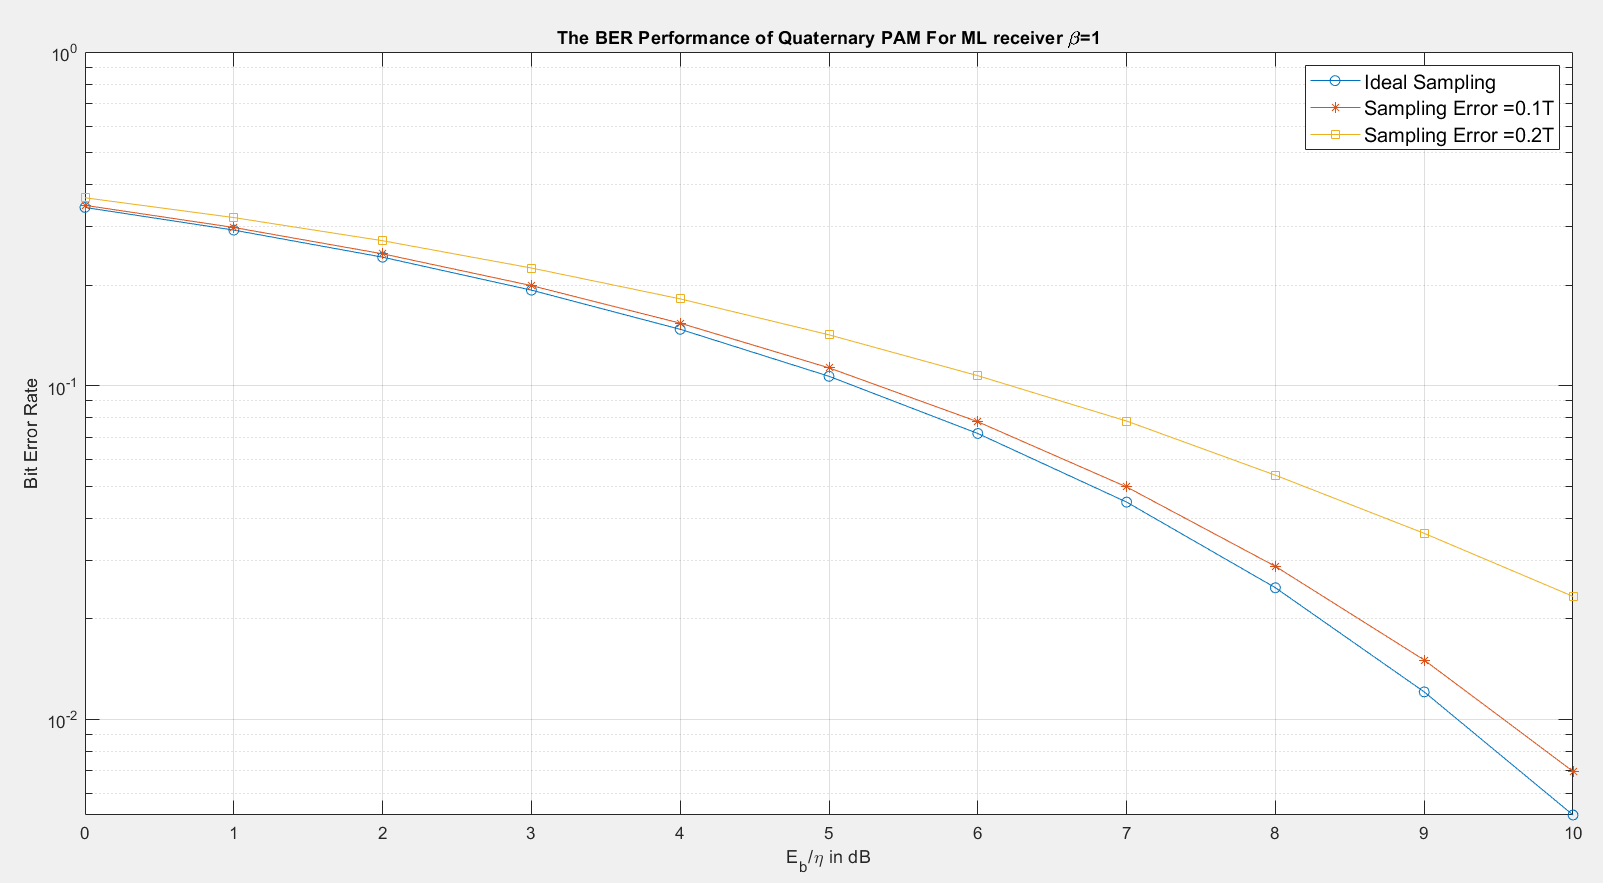 The BER Performance of Quaternary PAM For ML receiver β=1
Ideal Sampling
Sampling Error =0.1T
Sampling Error =0.2T
Bit Error Rate
10^0
10^-1
10^-2
0 1 2 3 4 5 6 7 8 9 10
E_b/η in dB